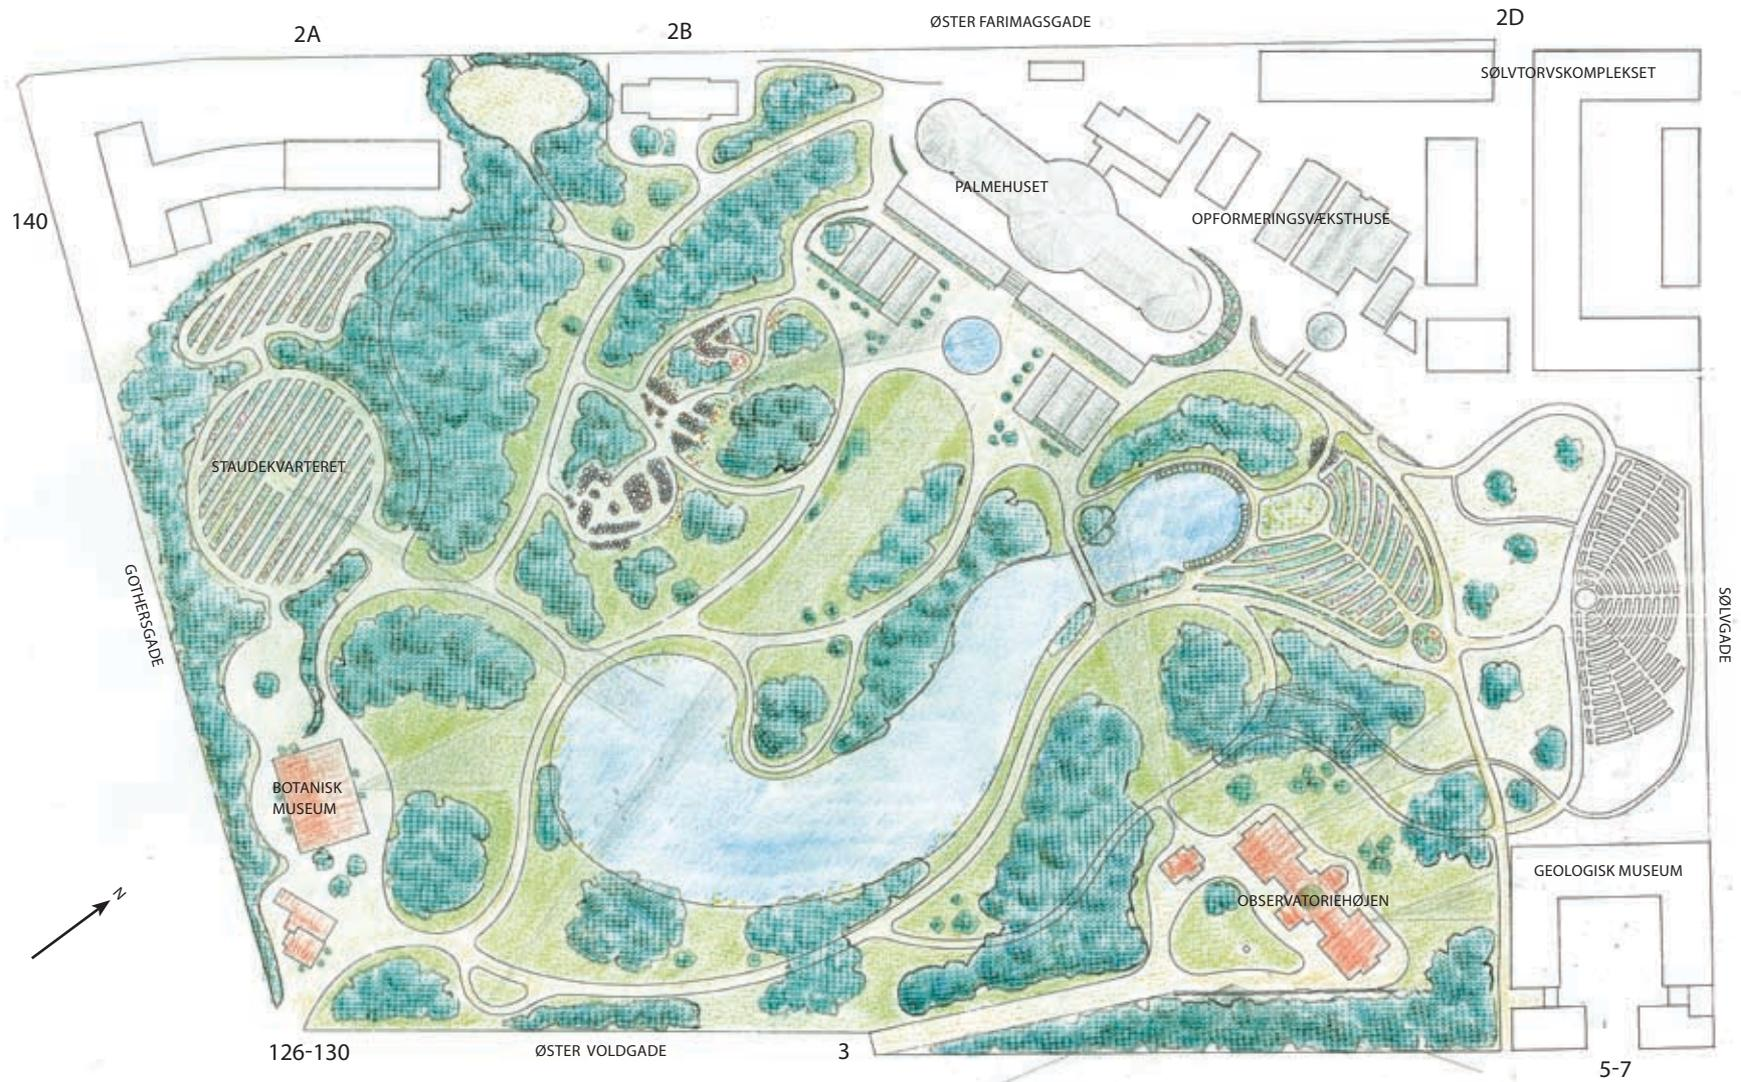 2A
2B
ØSTER FARIMAGSGADE
2D
SØLVTORVSKOMPLEKSET
PALMEHUSET
140
OPFORMERINGSVÆKSTHUSE
STAUDEKVARTERET
GOTHERSGADE
SØLVGADE
BOTANISK
MUSEUM
GEOLOGISK MUSEUM
N
OBSERVATORIEHØJEN
126-130
ØSTER VOLDGADE
3
5-7